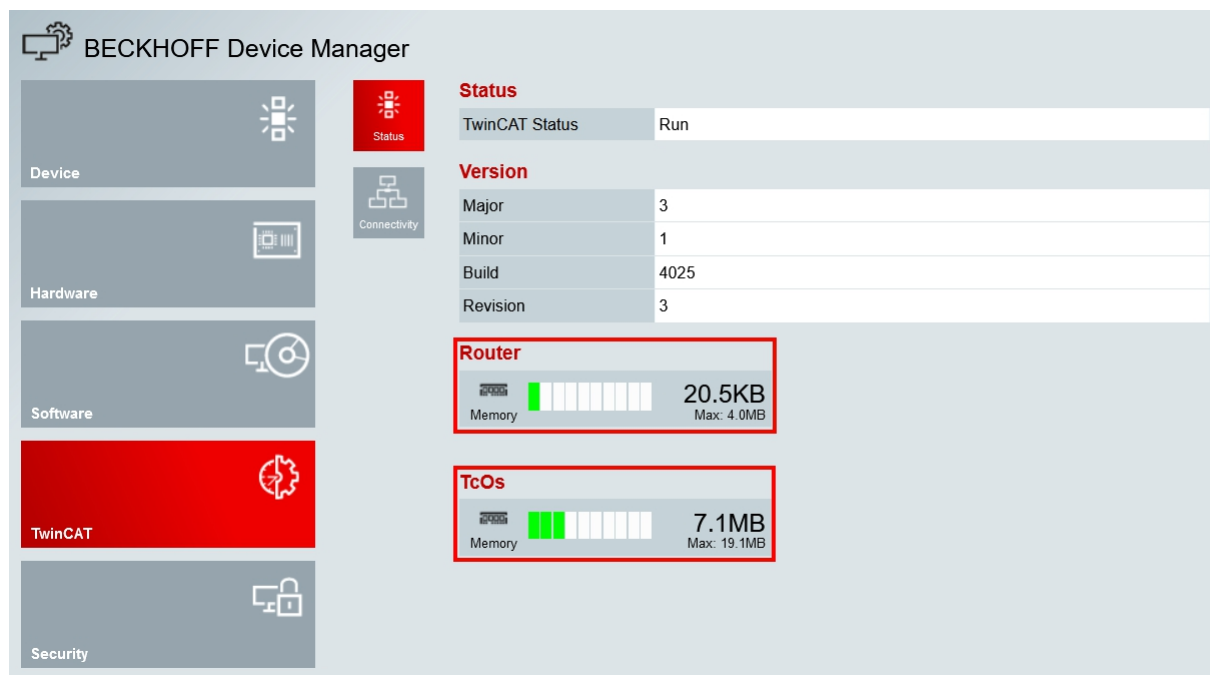 BECKHOFF Device Manager
Device
Hardware
Software
TwinCAT
Security
Status
Connectivity
Status
TwinCAT Status Run
Version
Major 3
Minor 1
Build 4025
Revision 3
Router
Memory
20.5KB
Max: 4.0MB
TcOs
Memory
7.1MB
Max: 19.1MB